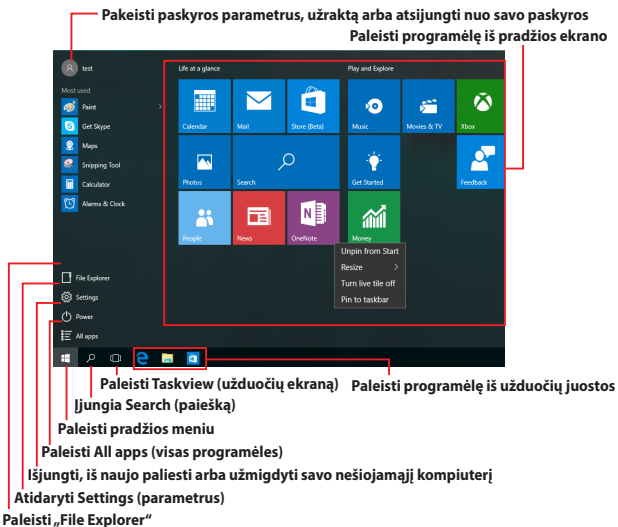 Pakeisti paskyros parametrus, užraktą arba atsijungti nuo savo paskyros
Paleisti programėlę iš pradžios ekrano
test
Life at a glance
Play and Explore
Most used
Paint
Get Skype
Maps
Snipping Tool
Calculator
Alarms & Clock
Calendar
Mail
Store (Beta)
Music
Movies & TV
Xbox
Photos
Search
Get Started
Feedback
People
News
OneNote
Money
Unpin from Start
Resize
Turn live tile off
Pin to taskbar
File Explorer
Settings
Power
All apps
Paleisti Taskview (užduočių ekraną)
Paleisti programėlę iš užduočių juostos
Įjungia Search (paiešką)
Paleisti pradžios meniu
Paleisti All apps (visas programėles)
Išjungti, iš naujo paliesti arba užmigdyti savo nešiojamąjį kompiuterį
Atidaryti Settings (parametrus)
Paleisti „File Explorer“